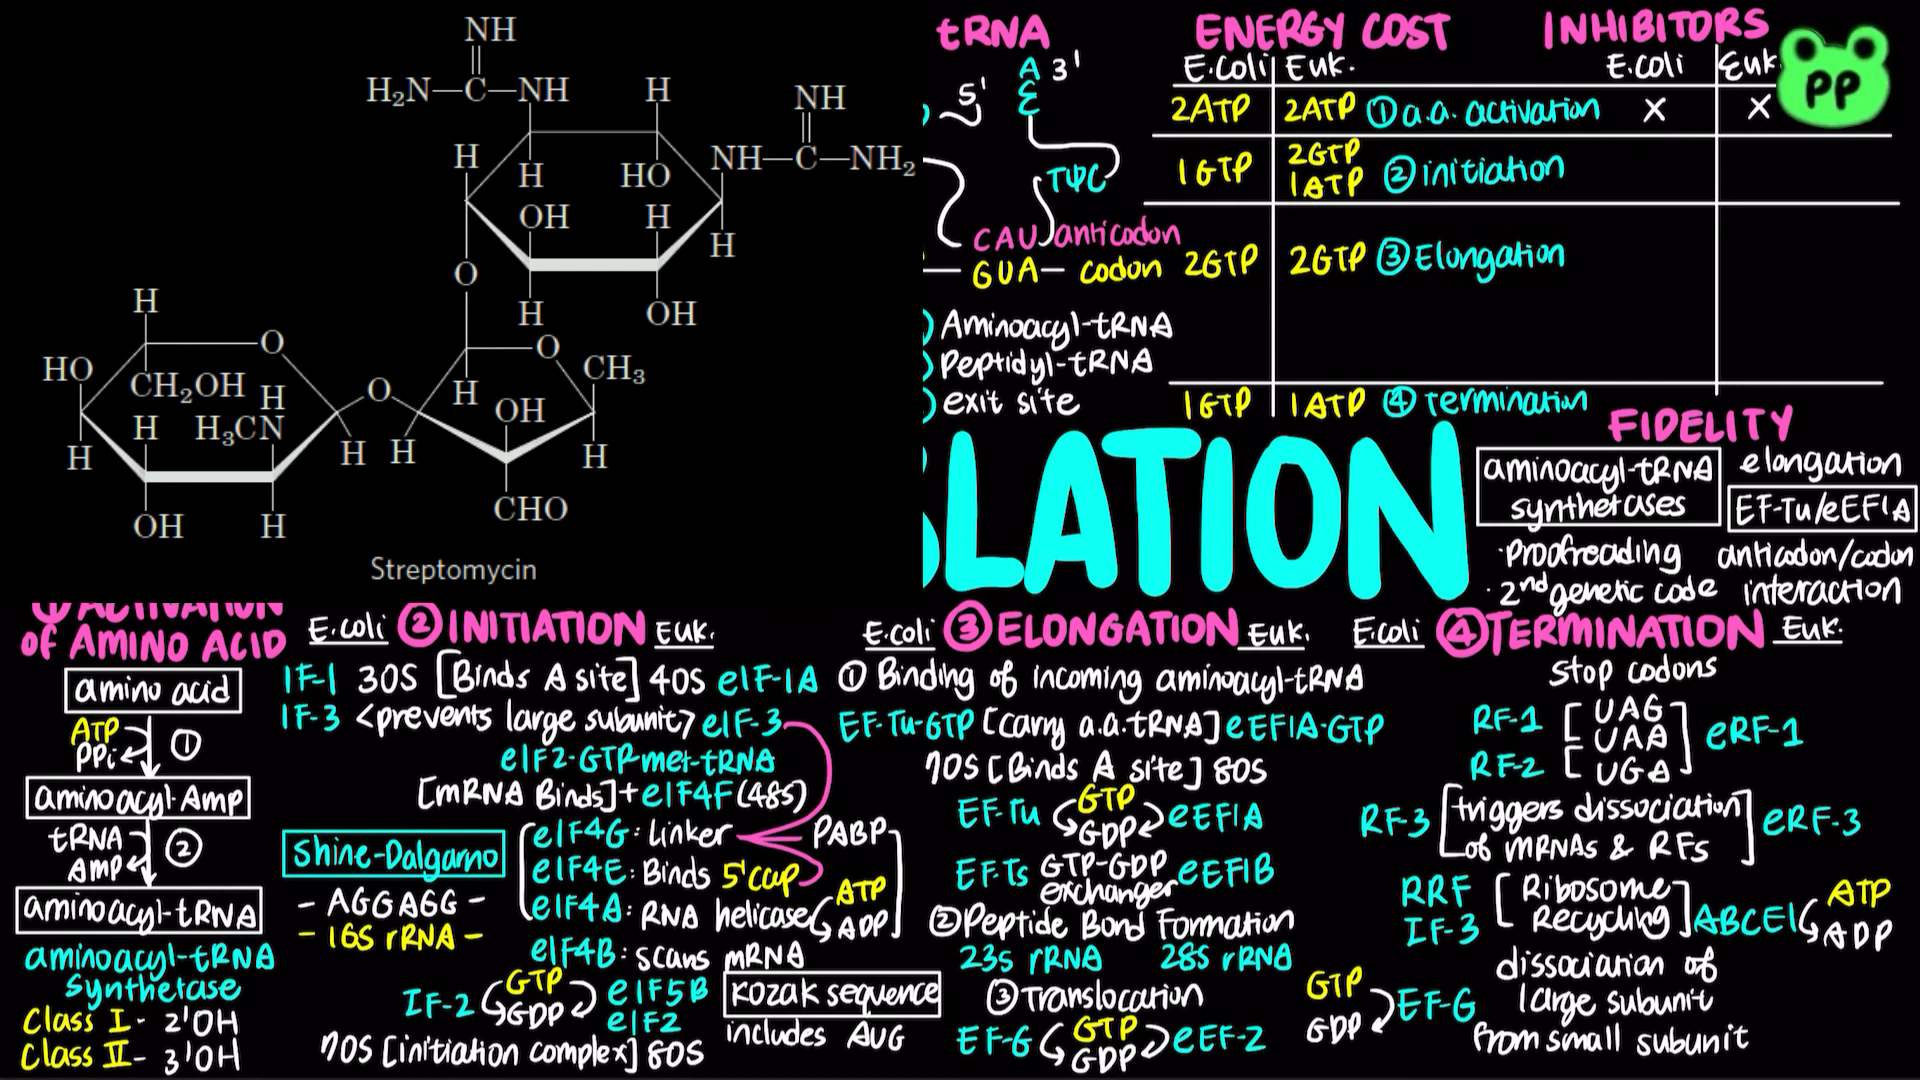 NH
H₂N—C—NH
H
NH
H
H
HO
NH—C—NH₂
OH
H
H
O
H
OH
H
O
HO
CH₂OH
H
O
H
O
CH₃
OH
H
H₃CN
H
H
H
H
OH
H
CHO
Streptomycin
tRNA
5'
A 3'
C
C
TΨC
CAU anticodon
— GUA — codon
Aminoacyl-tRNA
Peptidyl-tRNA
exit site
ENERGY COST
INHIBITORS
E.coli Euk.
E.coli Euk.
PP
2ATP 2ATP ① a.a. activation X X
1GTP 2GTP
1ATP ② initiation
2GTP 2GTP ③ Elongation
1GTP 1ATP ④ Termination
LATION
FIDELITY
aminoacyl-tRNA
synthetases
·Proofreading
·2nd genetic code
elongation
EF-Tu/eEF1A
anticodon/codon
interaction
① ACTIVATION
of AMINO ACID
amino acid
ATP
PPi
①
aminoacyl-Amp
tRNA
Amp
②
aminoacyl-tRNA
aminoacyl-tRNA
synthetase
Class I - 2'OH
Class II - 3'OH
E.coli ② INITIATION Euk.
IF-1 30S [Binds A site] 40S eIF-1A
IF-3 <prevents large subunit> eIF-3
eIF2-GTP-met-tRNA
[mRNA Binds] + eIF4F (48S)
Shine-Dalgarno
- AGGAGG -
- 16S rRNA -
eIF4G: Linker PABP
eIF4E: Binds 5'cap
eIF4A: RNA helicase ATP
ADP
eIF4B: scans mRNA
IF-2 GTP
GDP
eIF5B
eIF2
Kozak sequence
includes AUG
70S [initiation complex] 80S
E.coli ③ ELONGATION Euk.
① Binding of incoming aminoacyl-tRNA
EF-Tu-GTP [carry a.a.tRNA] eEF1A-GTP
70S [Binds A site] 80S
EF-Tu GTP
GDP eEF1A
EF-Ts GTP-GDP
exchanger eEF1B
② Peptide Bond Formation
23S rRNA 28S rRNA
③ Translocation
EF-G GTP
GDP eEF-2
E.coli ④ TERMINATION Euk.
Stop codons
RF-1 [ UAG
UAA
RF-2 [ UGA
] eRF-1
RF-3 [triggers dissociation
of mRNAs & RFs] eRF-3
RRF
IF-3
[Ribosome
Recycling] ABCE1 ATP
ADP
GTP
GDP
EF-G
dissociation of
large subunit
from small subunit